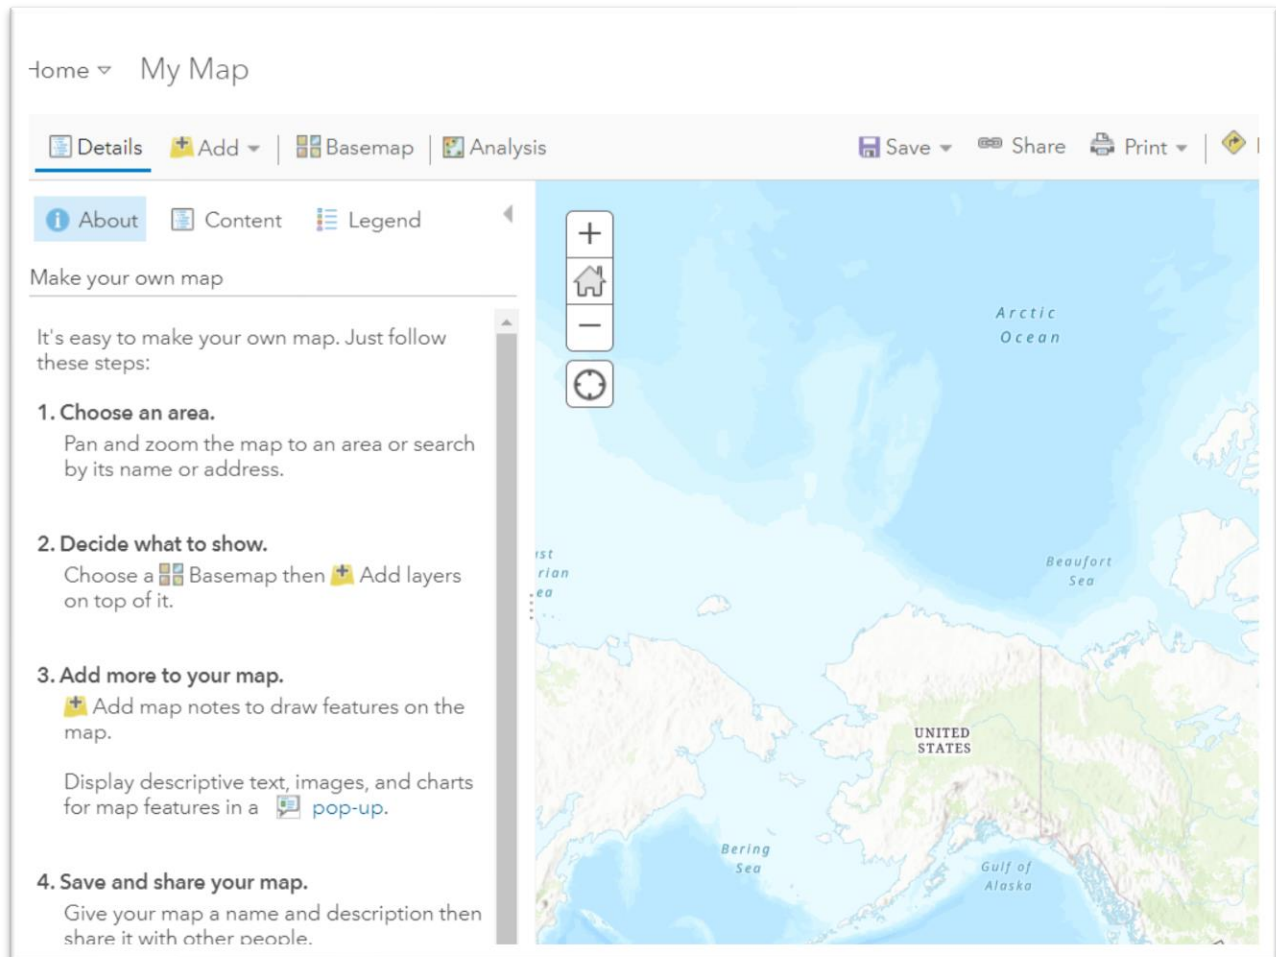 Home My Map
Details Add Basemap Analysis Save Share Print
About Content Legend
Make your own map
It's easy to make your own map. Just follow
these steps:
1. Choose an area.
Pan and zoom the map to an area or search
by its name or address.
2. Decide what to show.
Choose a Basemap then Add layers
on top of it.
3. Add more to your map.
Add map notes to draw features on the
map.
Display descriptive text, images, and charts
for map features in a pop-up.
4. Save and share your map.
Give your map a name and description then
share it with other people.
Arctic
Ocean
Beaufort
Sea
UNITED
STATES
Bering
Sea
Gulf of
Alaska